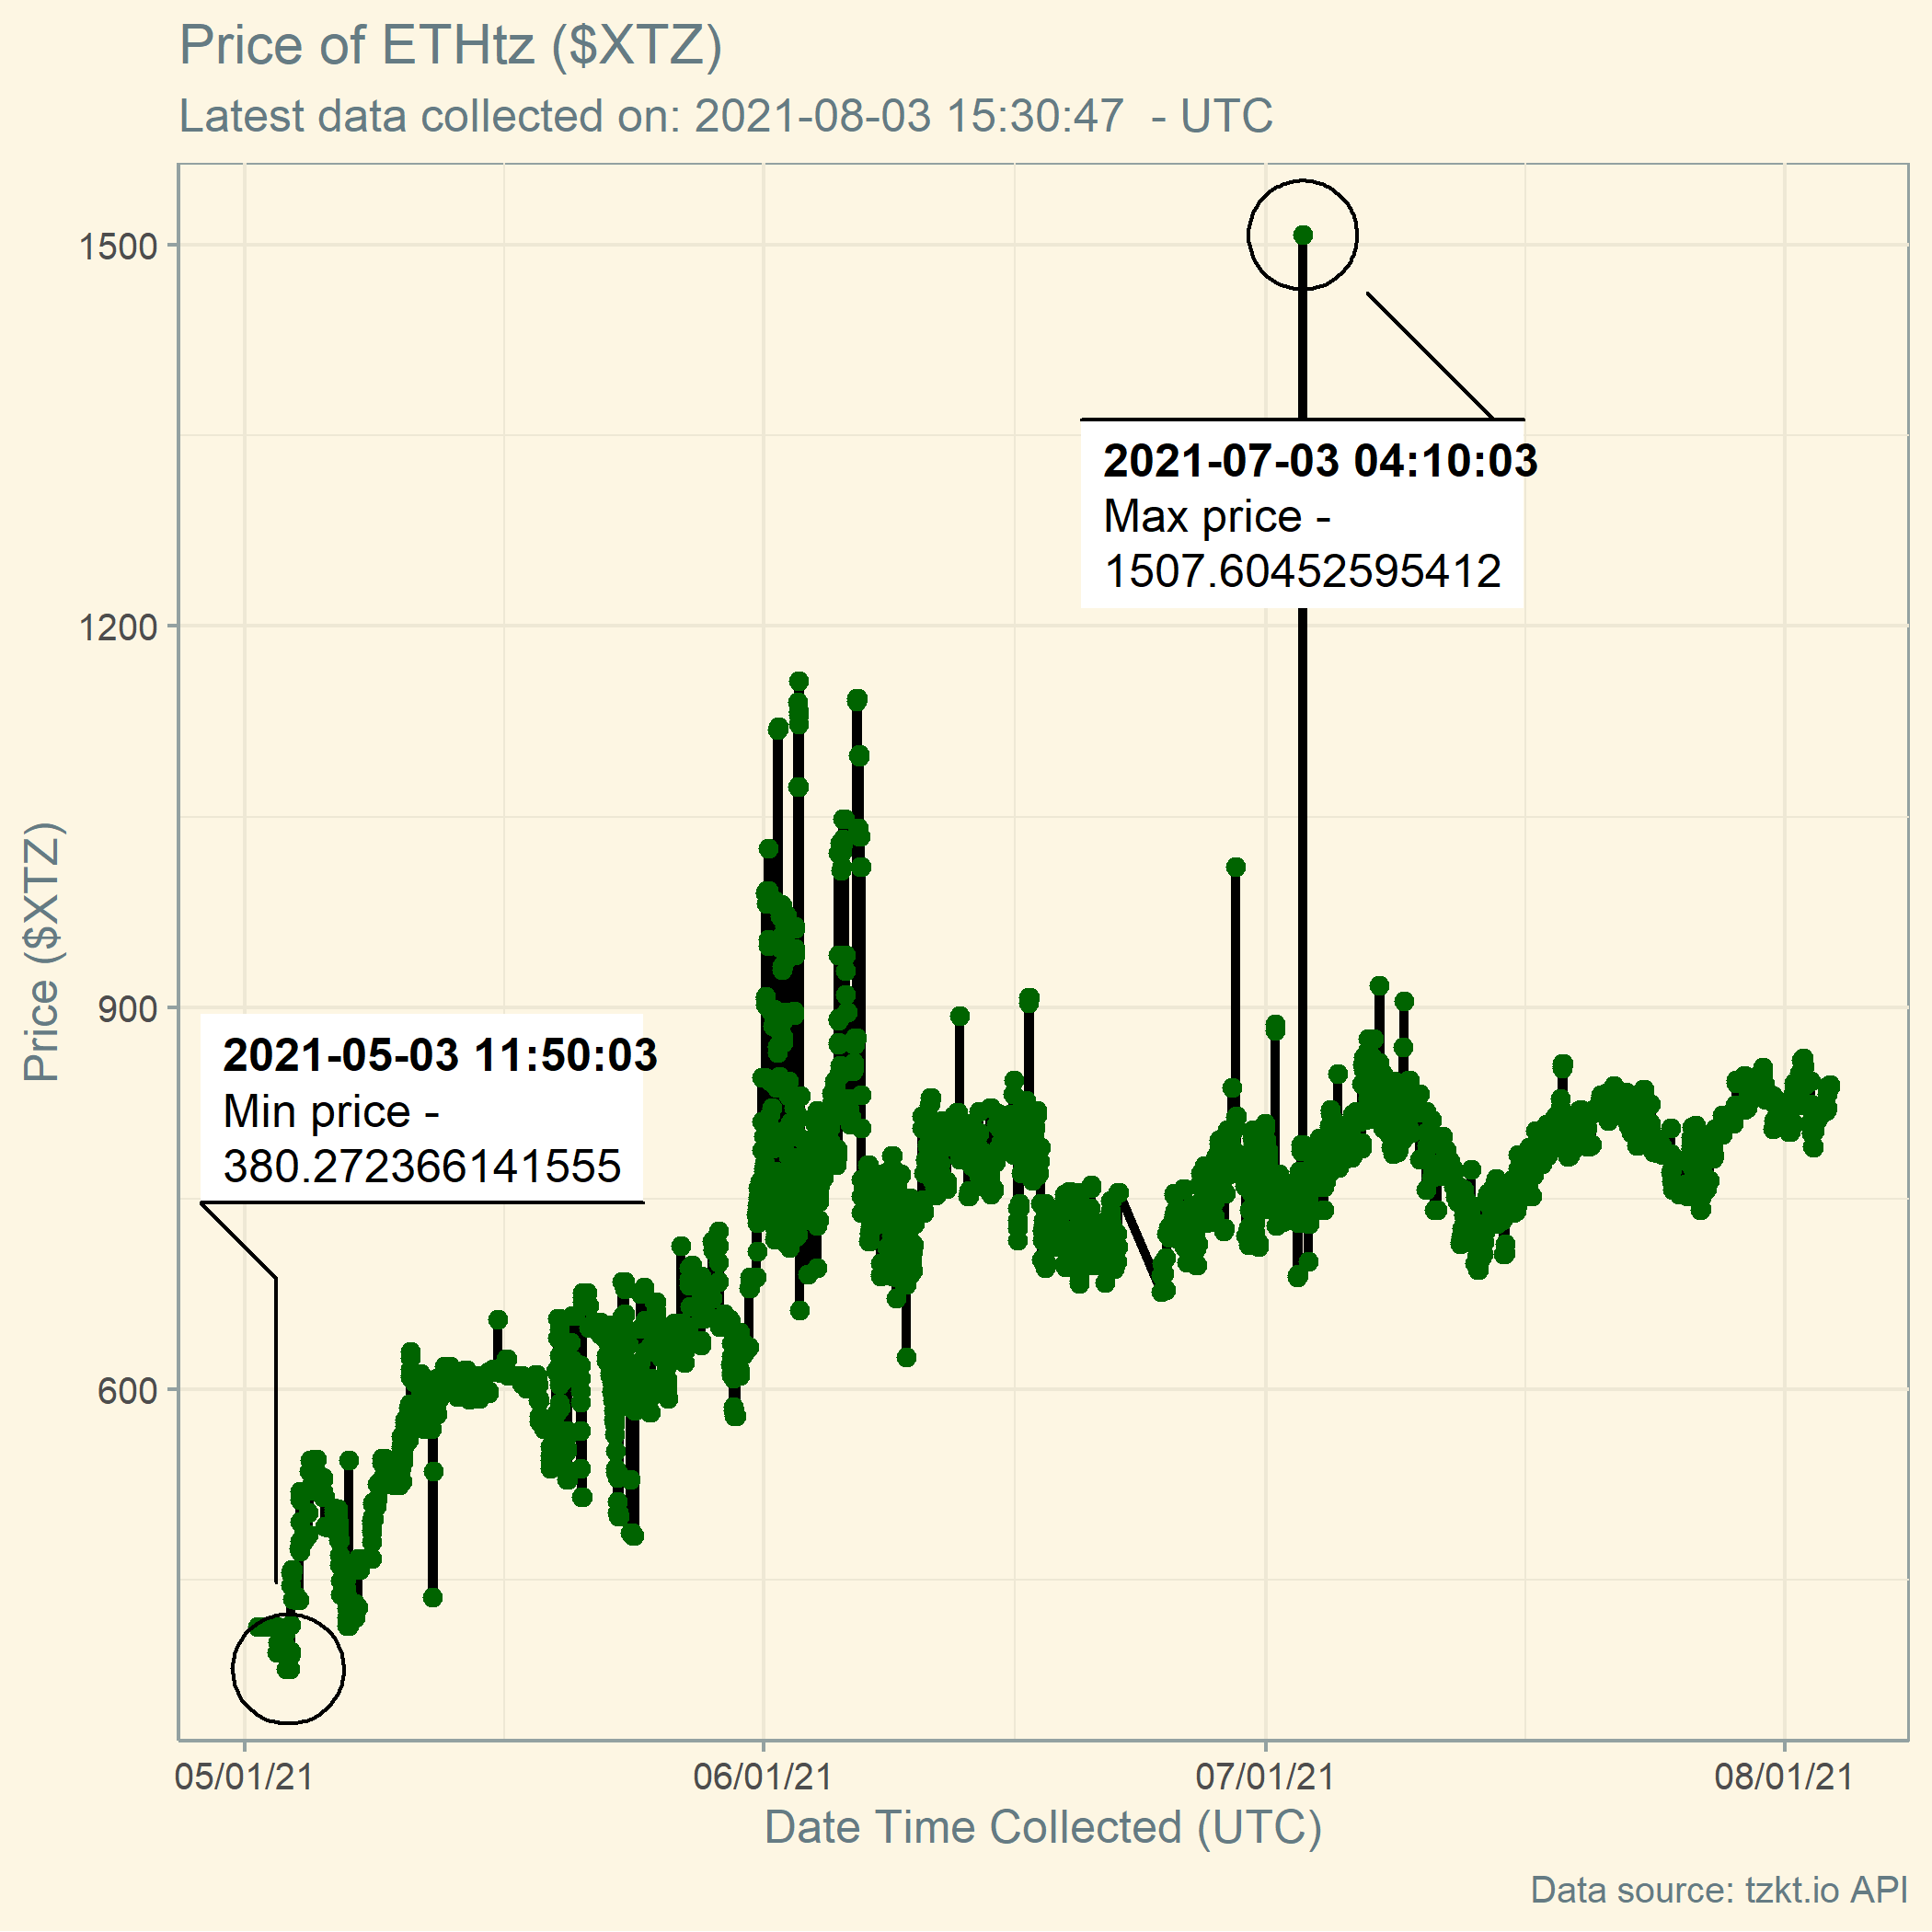 Price of ETHtz ($XTZ)
Latest data collected on: 2021-08-03 15:30:47  - UTC
1500
1200
900
600
Price ($XTZ)
2021-07-03 04:10:03
Max price -
1507.60452595412
2021-05-03 11:50:03
Min price -
380.272366141555
05/01/21
06/01/21
07/01/21
08/01/21
Date Time Collected (UTC)
Data source: tzkt.io API